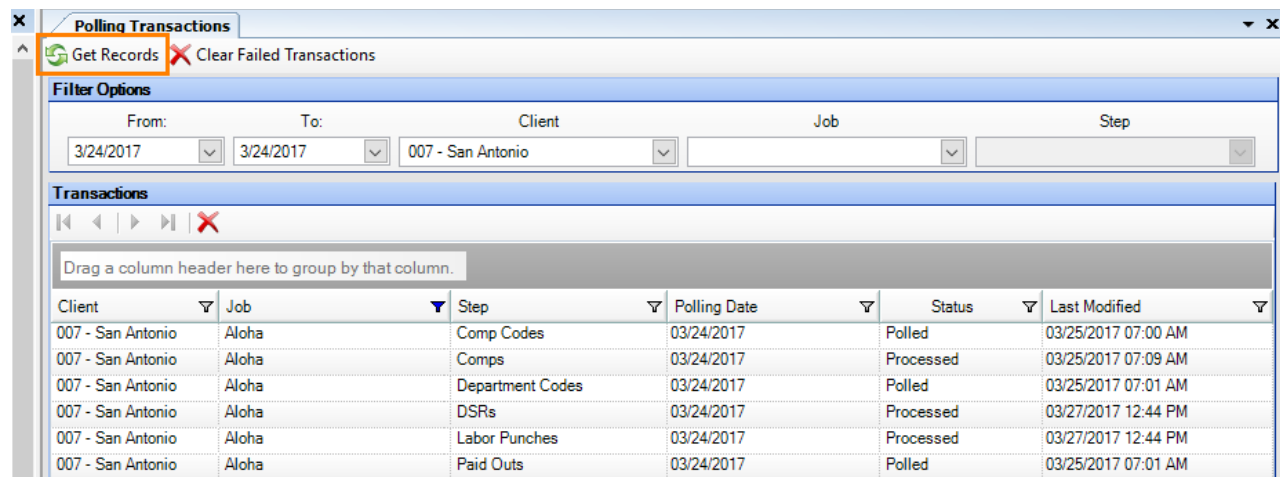 Polling Transactions
Get Records Clear Failed Transactions
Filter Options
From: To: Client Job Step
3/24/2017 3/24/2017 007 - San Antonio
Transactions
Drag a column header here to group by that column.
Client Job Step Polling Date Status Last Modified
007 - San Antonio Aloha Comp Codes 03/24/2017 Polled 03/25/2017 07:00 AM
007 - San Antonio Aloha Comps 03/24/2017 Processed 03/25/2017 07:09 AM
007 - San Antonio Aloha Department Codes 03/24/2017 Polled 03/25/2017 07:01 AM
007 - San Antonio Aloha DSRs 03/24/2017 Processed 03/27/2017 12:44 PM
007 - San Antonio Aloha Labor Punches 03/24/2017 Processed 03/27/2017 12:44 PM
007 - San Antonio Aloha Paid Outs 03/24/2017 Polled 03/25/2017 07:01 AM